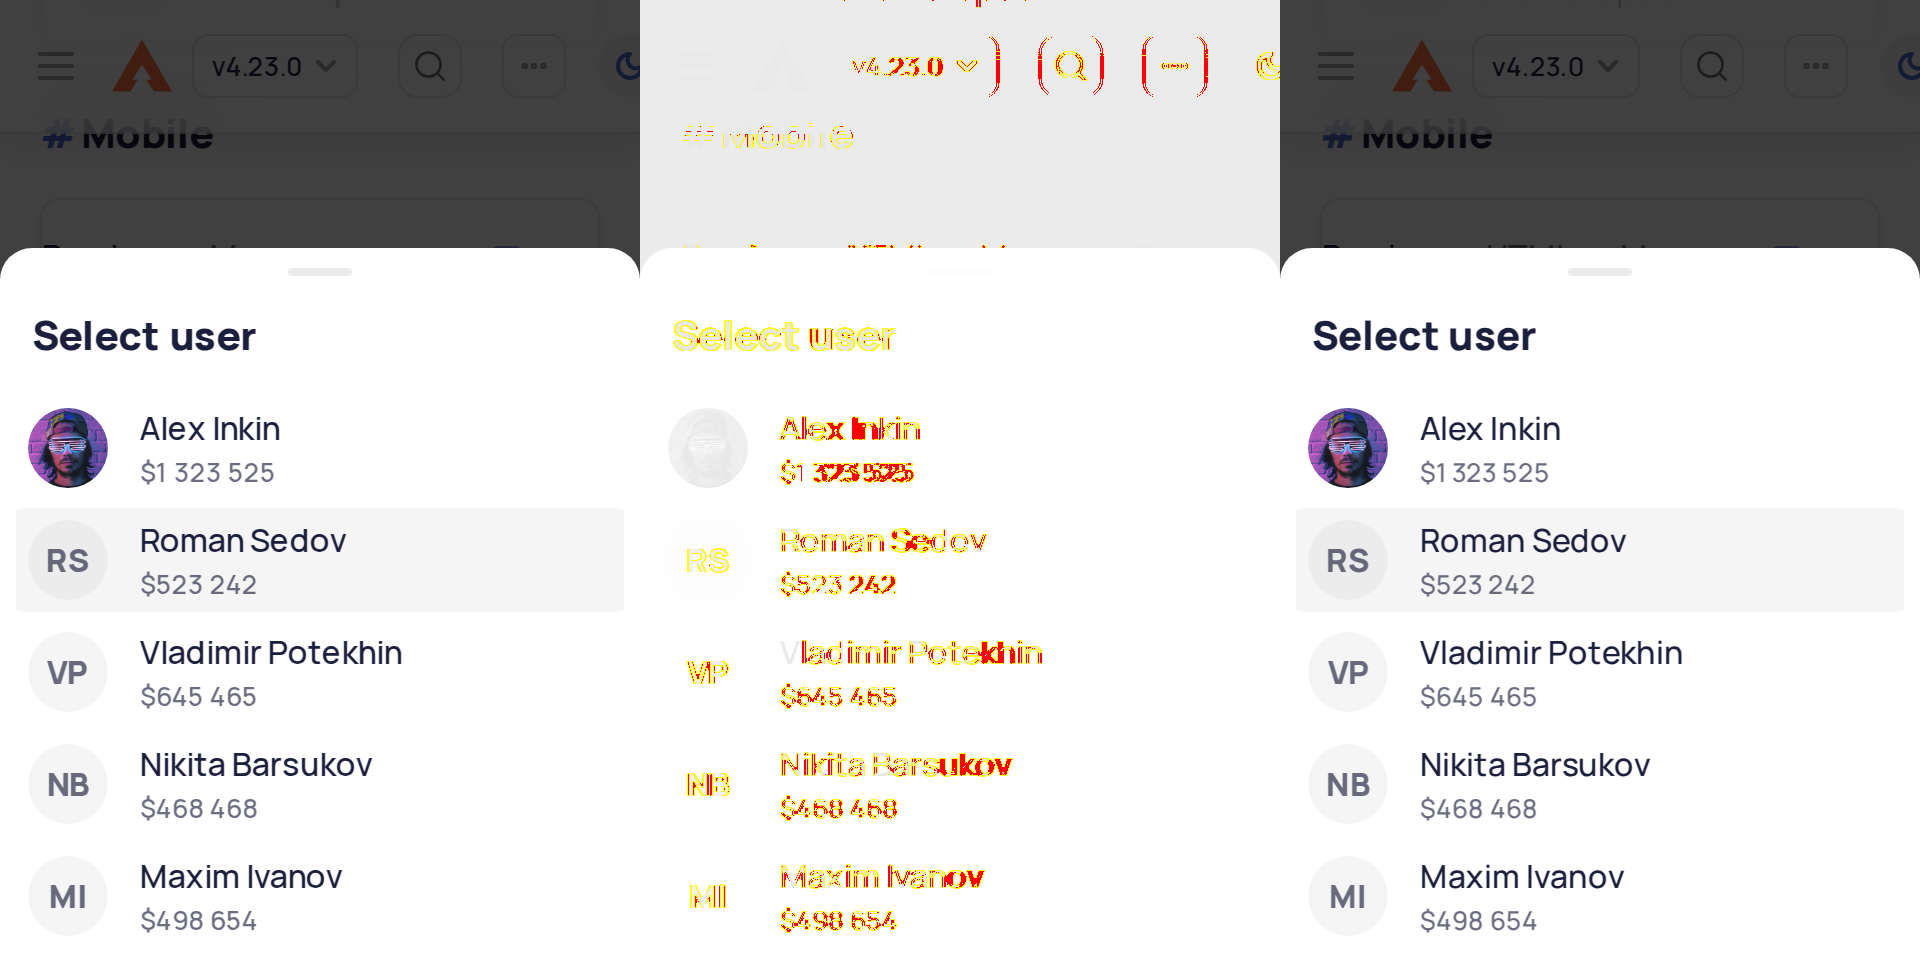 v4.23.0
# Mobile
Select user
Alex Inkin
$1 323 525
RS
Roman Sedov
$523 242
VP
Vladimir Potekhin
$645 465
NB
Nikita Barsukov
$468 468
MI
Maxim Ivanov
$498 654
v4.23.0
# Mobile
Select user
Alex Inkin
$1 323 525
RS
Roman Sedov
$523 242
VP
Vladimir Potekhin
$645 465
NB
Nikita Barsukov
$468 468
MI
Maxim Ivanov
$498 654
v4.23.0
# Mobile
Select user
Alex Inkin
$1 323 525
RS
Roman Sedov
$523 242
VP
Vladimir Potekhin
$645 465
NB
Nikita Barsukov
$468 468
MI
Maxim Ivanov
$498 654